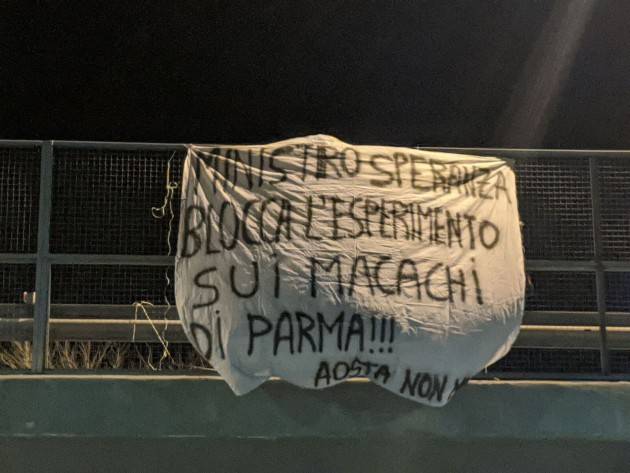 MINISTRO SPERANZA
BLOCCA L'ESPERIMENTO
SUI MACACHI
DI PARMA!!!
AOSTA NON